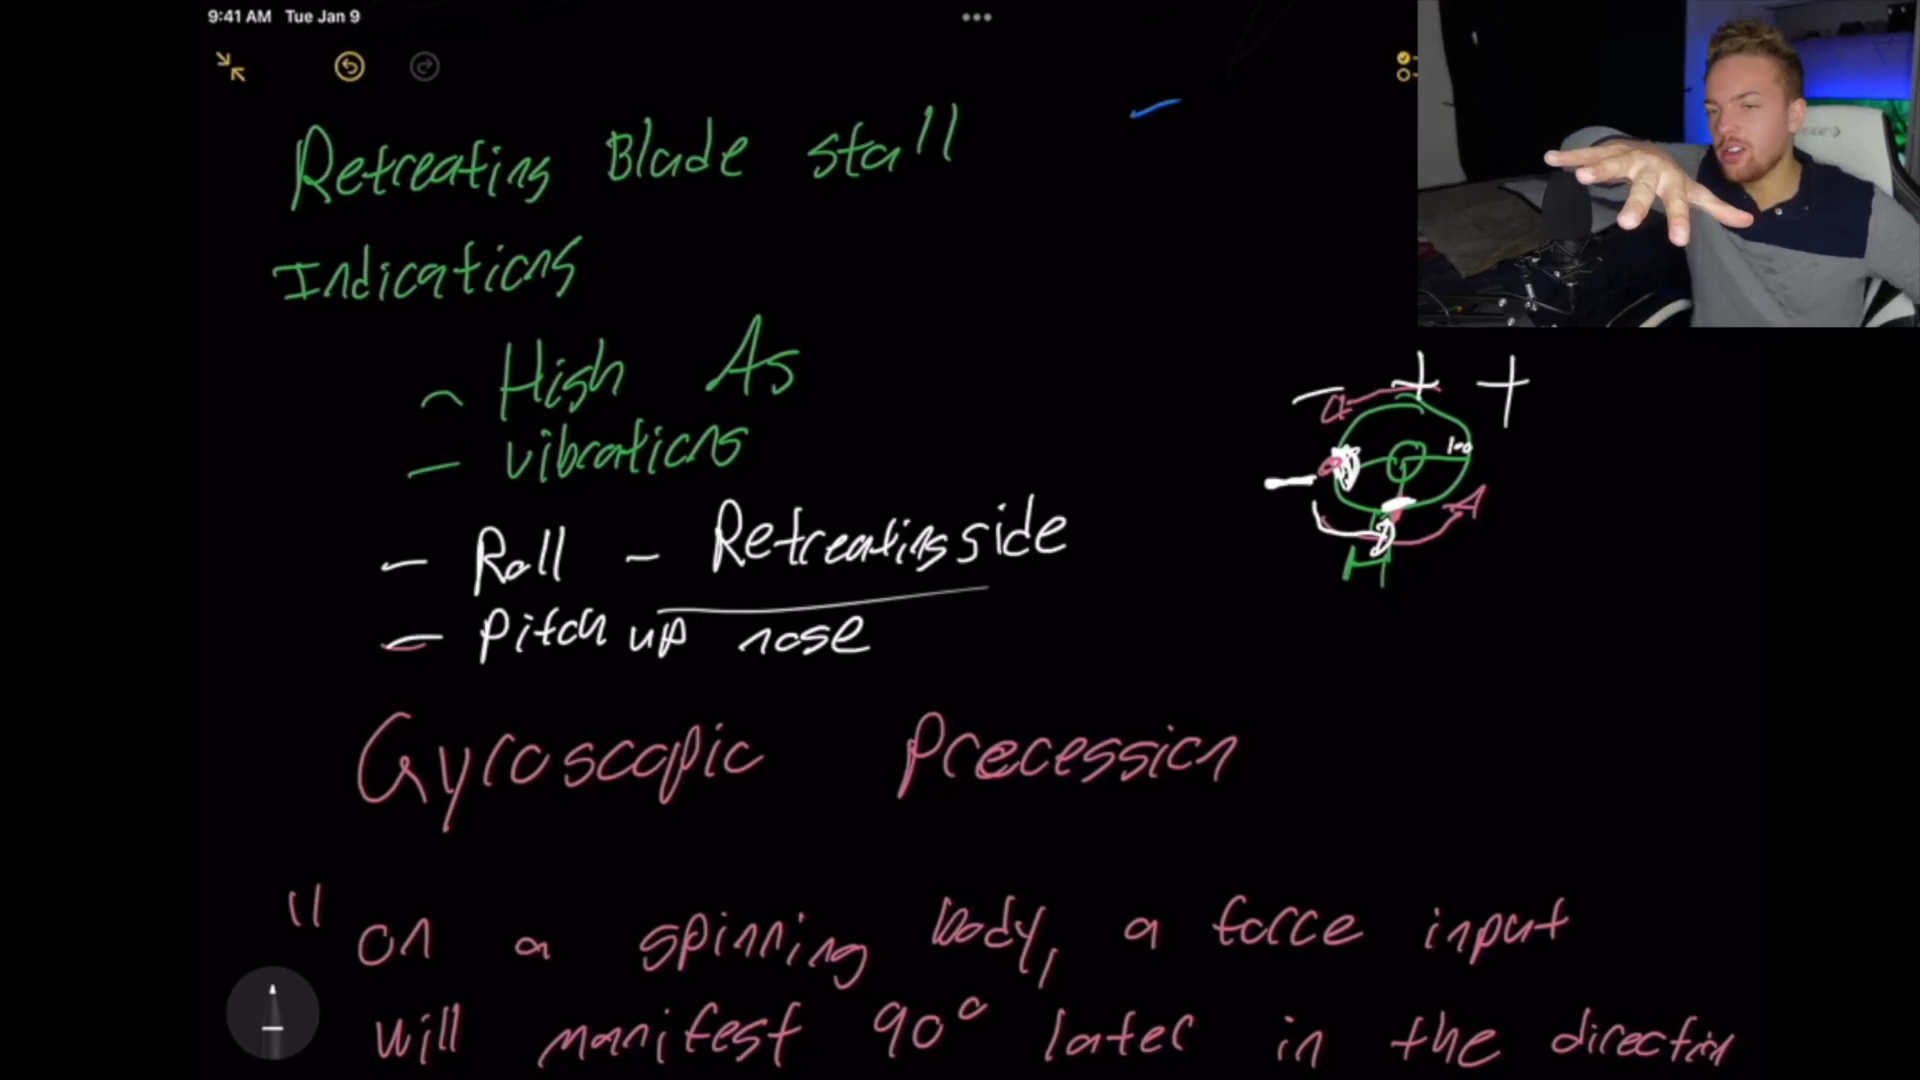 9:41 AM Tue Jan 9
Retreating Blade stall
Indications
- High As
- vibrations
- Roll - Retreating side
- Pitch up nose
Gyroscopic Precession
"on a spinning body, a force input
will manifest 90° later in the direction
- + +
100
A
H